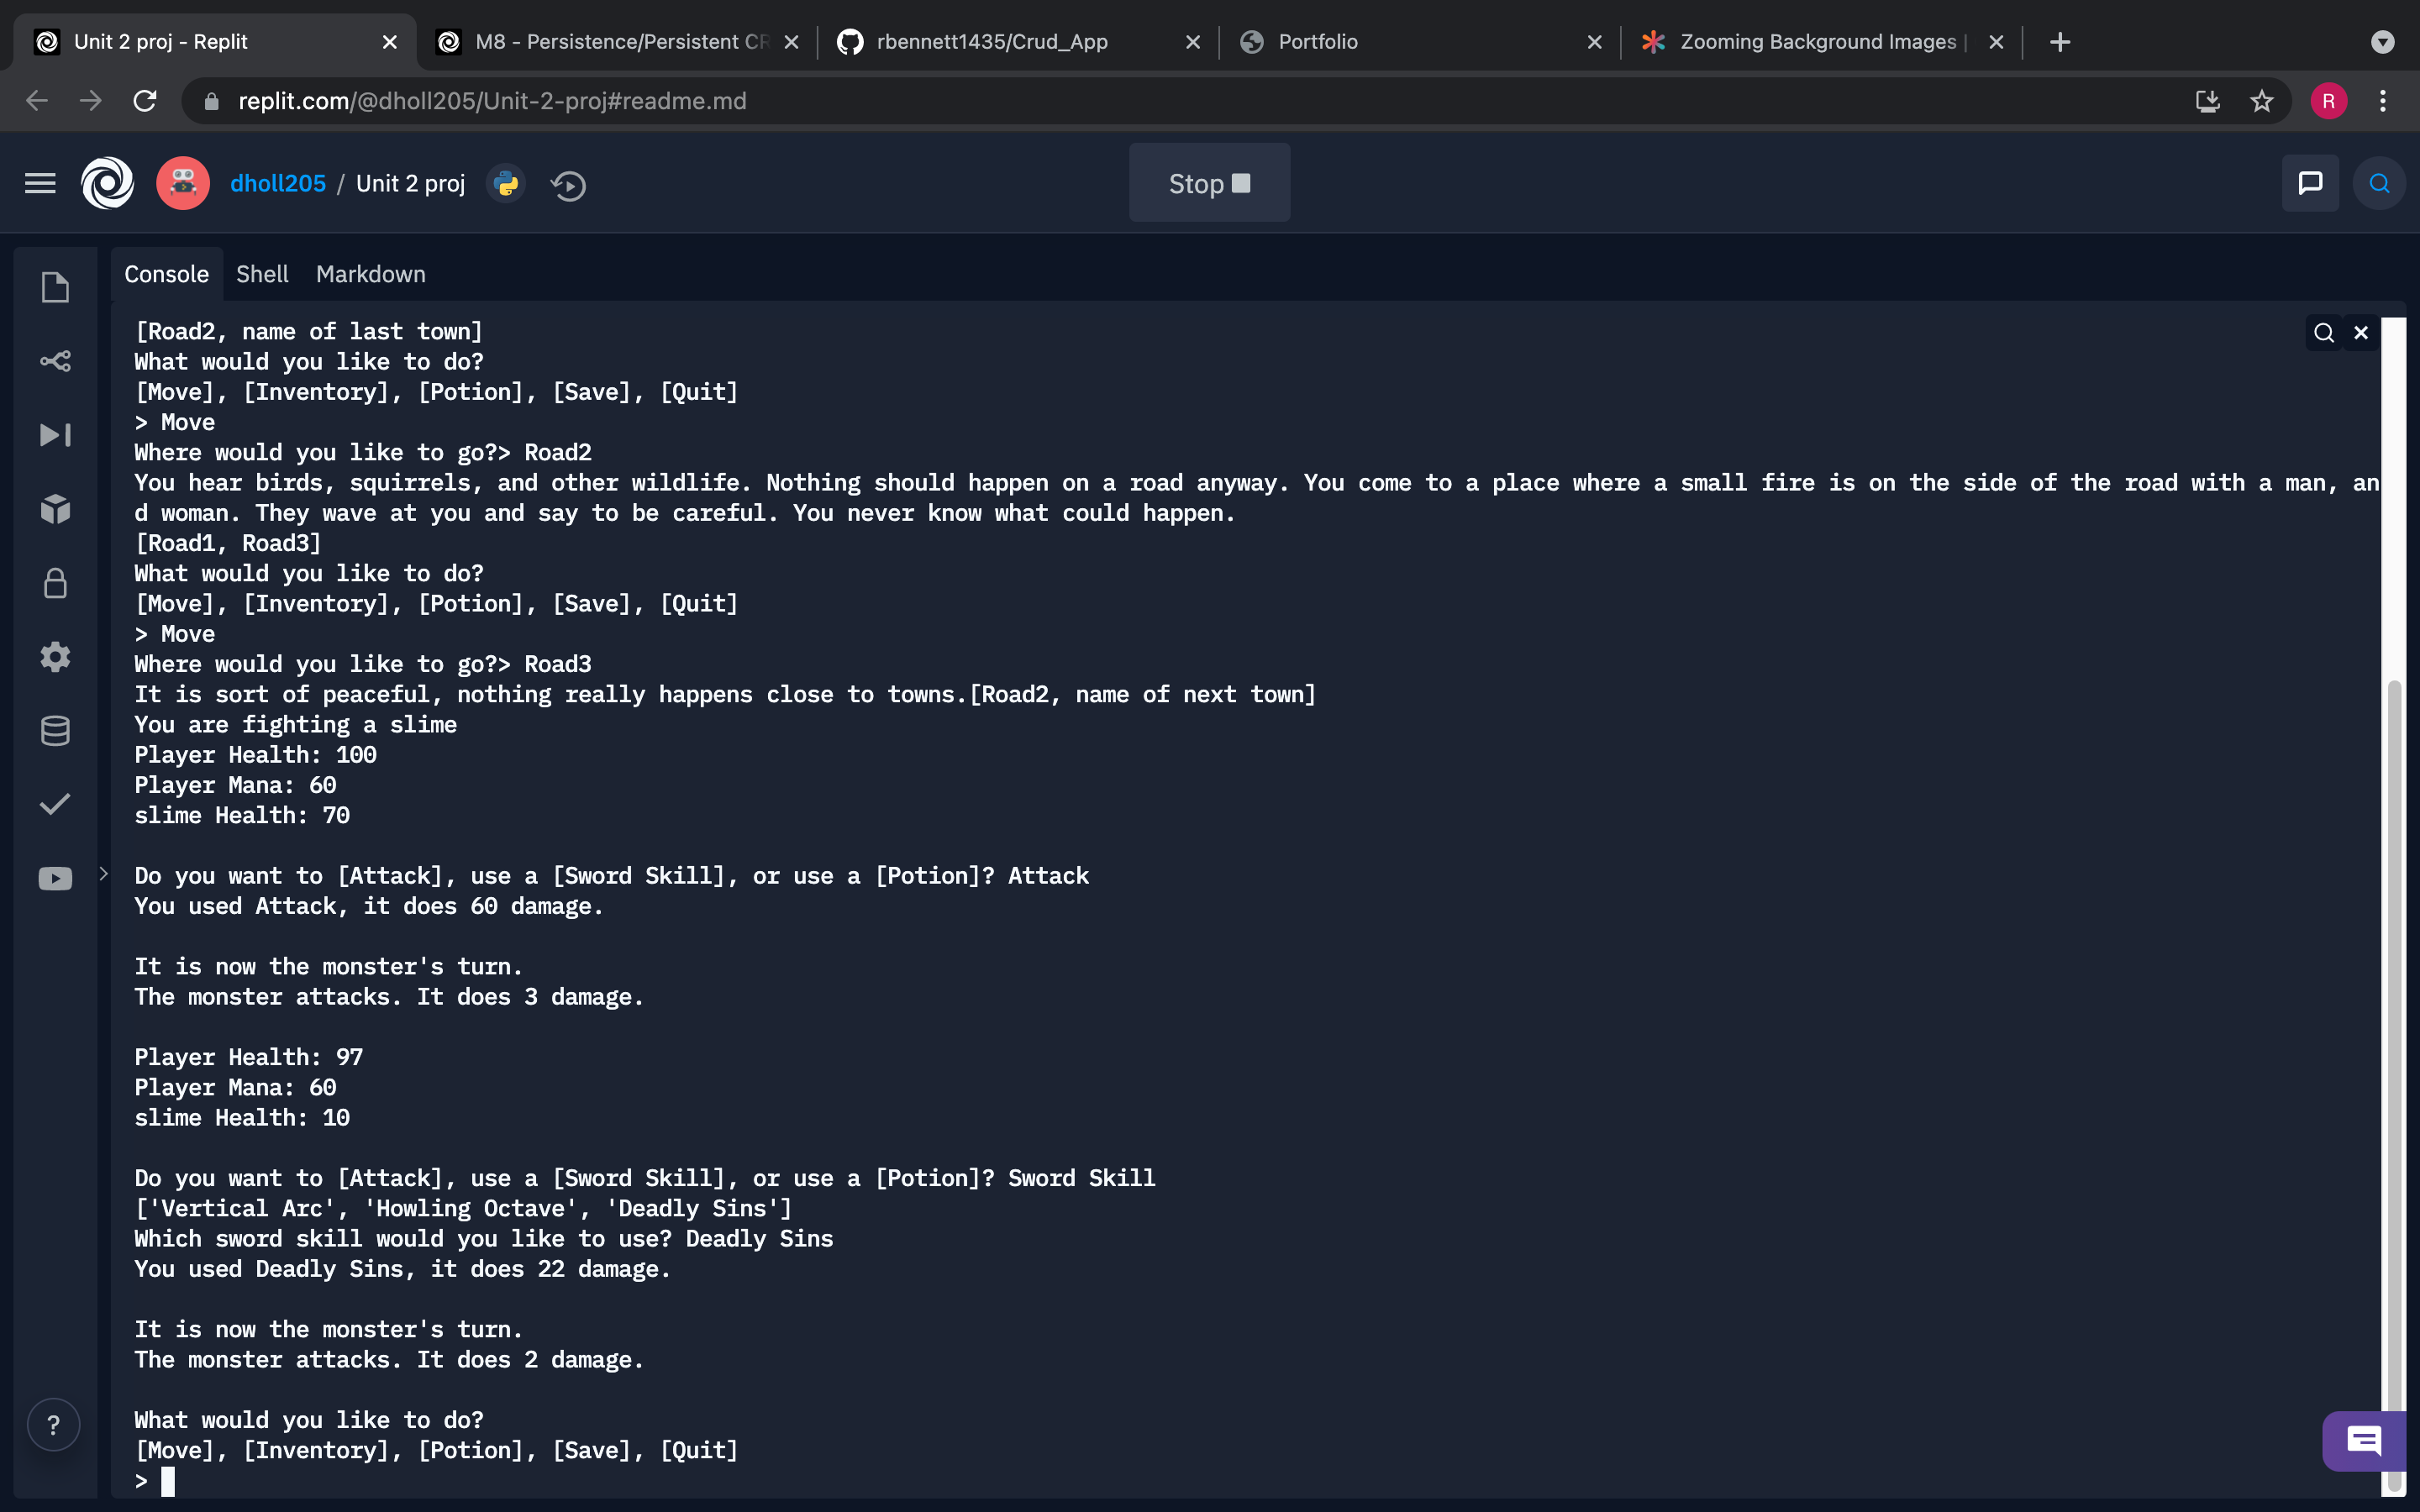 Unit 2 proj - Replit
M8 - Persistence/Persistent CR
rbennett1435/Crud_App
Portfolio
Zooming Background Images |
replit.com/@dholl205/Unit-2-proj#readme.md
R
dholl205 / Unit 2 proj
Stop
Console Shell Markdown
[Road2, name of last town]
What would you like to do?
[Move], [Inventory], [Potion], [Save], [Quit]
> Move
Where would you like to go?> Road2
You hear birds, squirrels, and other wildlife. Nothing should happen on a road anyway. You come to a place where a small fire is on the side of the road with a man, an
d woman. They wave at you and say to be careful. You never know what could happen.
[Road1, Road3]
What would you like to do?
[Move], [Inventory], [Potion], [Save], [Quit]
> Move
Where would you like to go?> Road3
It is sort of peaceful, nothing really happens close to towns.[Road2, name of next town]
You are fighting a slime
Player Health: 100
Player Mana: 60
slime Health: 70
Do you want to [Attack], use a [Sword Skill], or use a [Potion]? Attack
You used Attack, it does 60 damage.
It is now the monster's turn.
The monster attacks. It does 3 damage.
Player Health: 97
Player Mana: 60
slime Health: 10
Do you want to [Attack], use a [Sword Skill], or use a [Potion]? Sword Skill
['Vertical Arc', 'Howling Octave', 'Deadly Sins']
Which sword skill would you like to use? Deadly Sins
You used Deadly Sins, it does 22 damage.
It is now the monster's turn.
The monster attacks. It does 2 damage.
What would you like to do?
[Move], [Inventory], [Potion], [Save], [Quit]
>
?